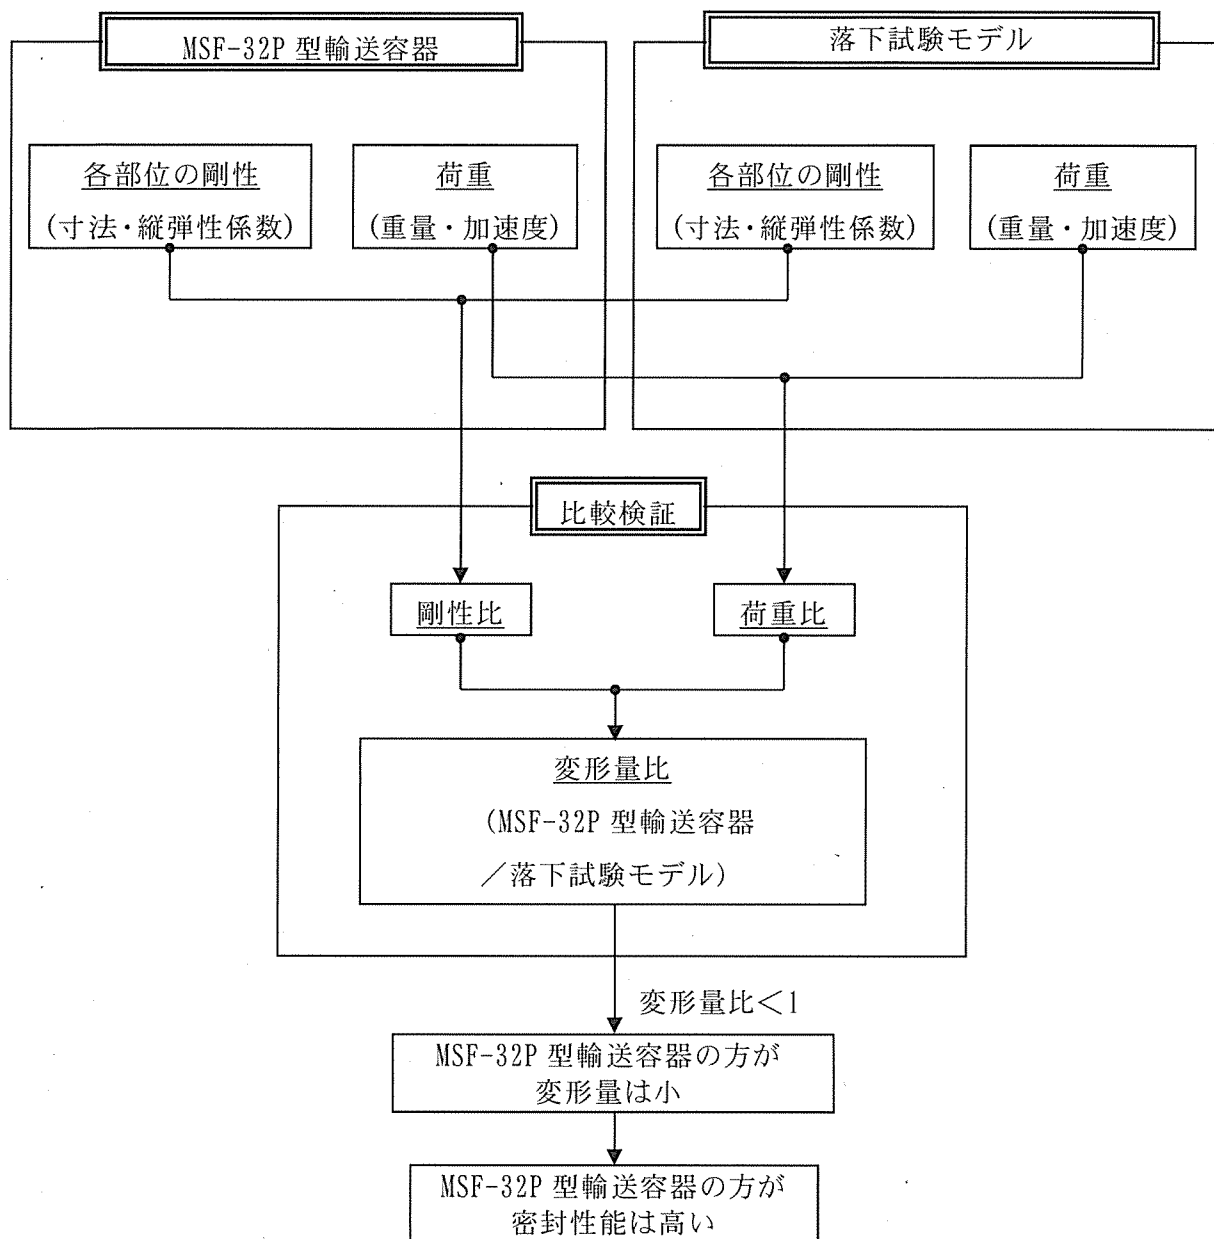 MSF-32P 型輸送容器
落下試験モデル
各部位の剛性
(寸法・縦弾性係数)
荷重
(重量・加速度)
各部位の剛性
(寸法・縦弾性係数)
荷重
(重量・加速度)
比較検証
剛性比
荷重比
変形量比
(MSF-32P 型輸送容器
／落下試験モデル)
変形量比＜1
MSF-32P 型輸送容器の方が
変形量は小
MSF-32P 型輸送容器の方が
密封性能は高い